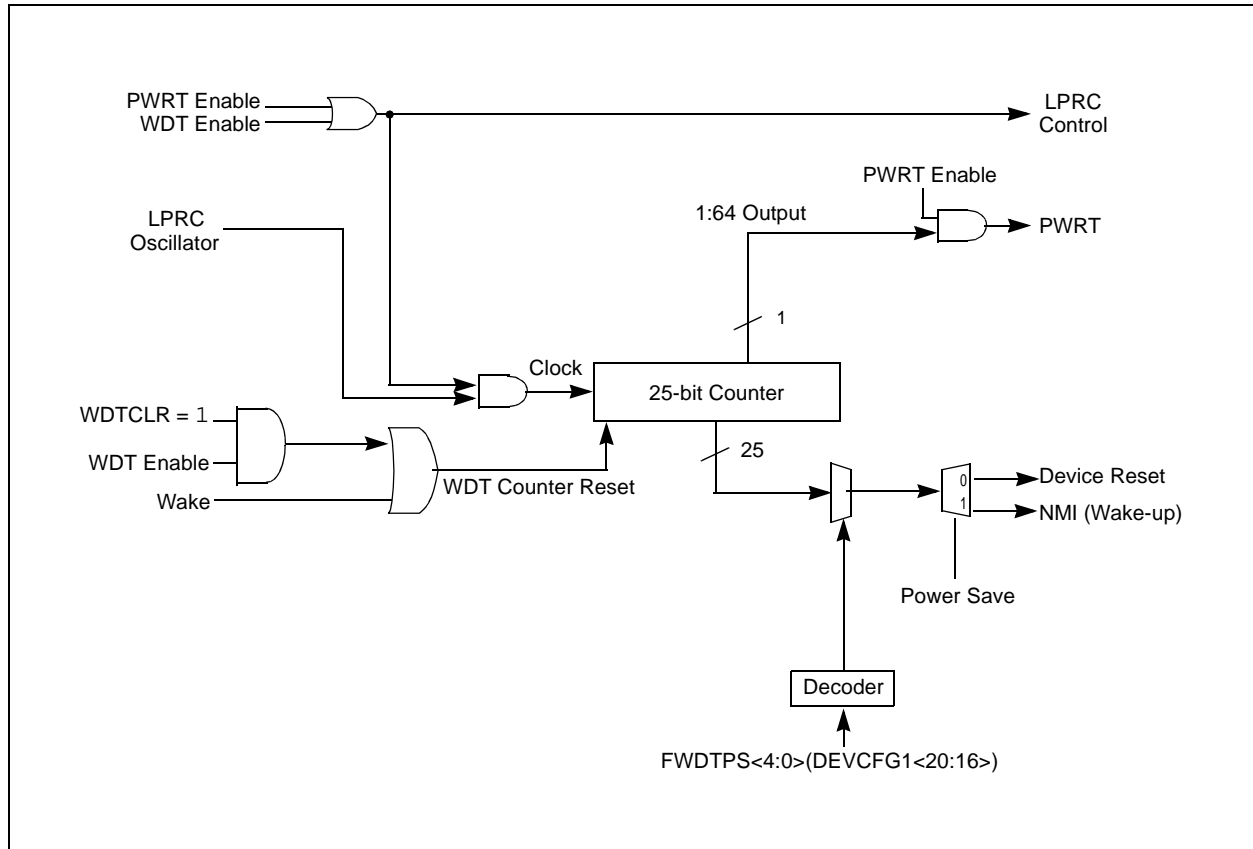 PWRT Enable
WDT Enable
LPRC
Control
PWRT Enable
LPRC
Oscillator
1:64 Output
PWRT
1
Clock
25-bit Counter
WDTCLR = 1
WDT Enable
25
Wake
WDT Counter Reset
0
Device Reset
1
NMI (Wake-up)
Power Save
Decoder
FWDTPS<4:0>(DEVCFG1<20:16>)